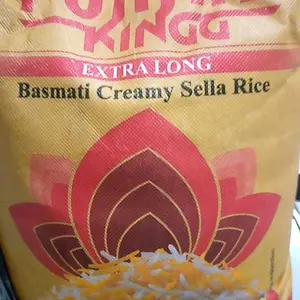 KINGG
EXTRA LONG
Basmati Creamy Sella Rice